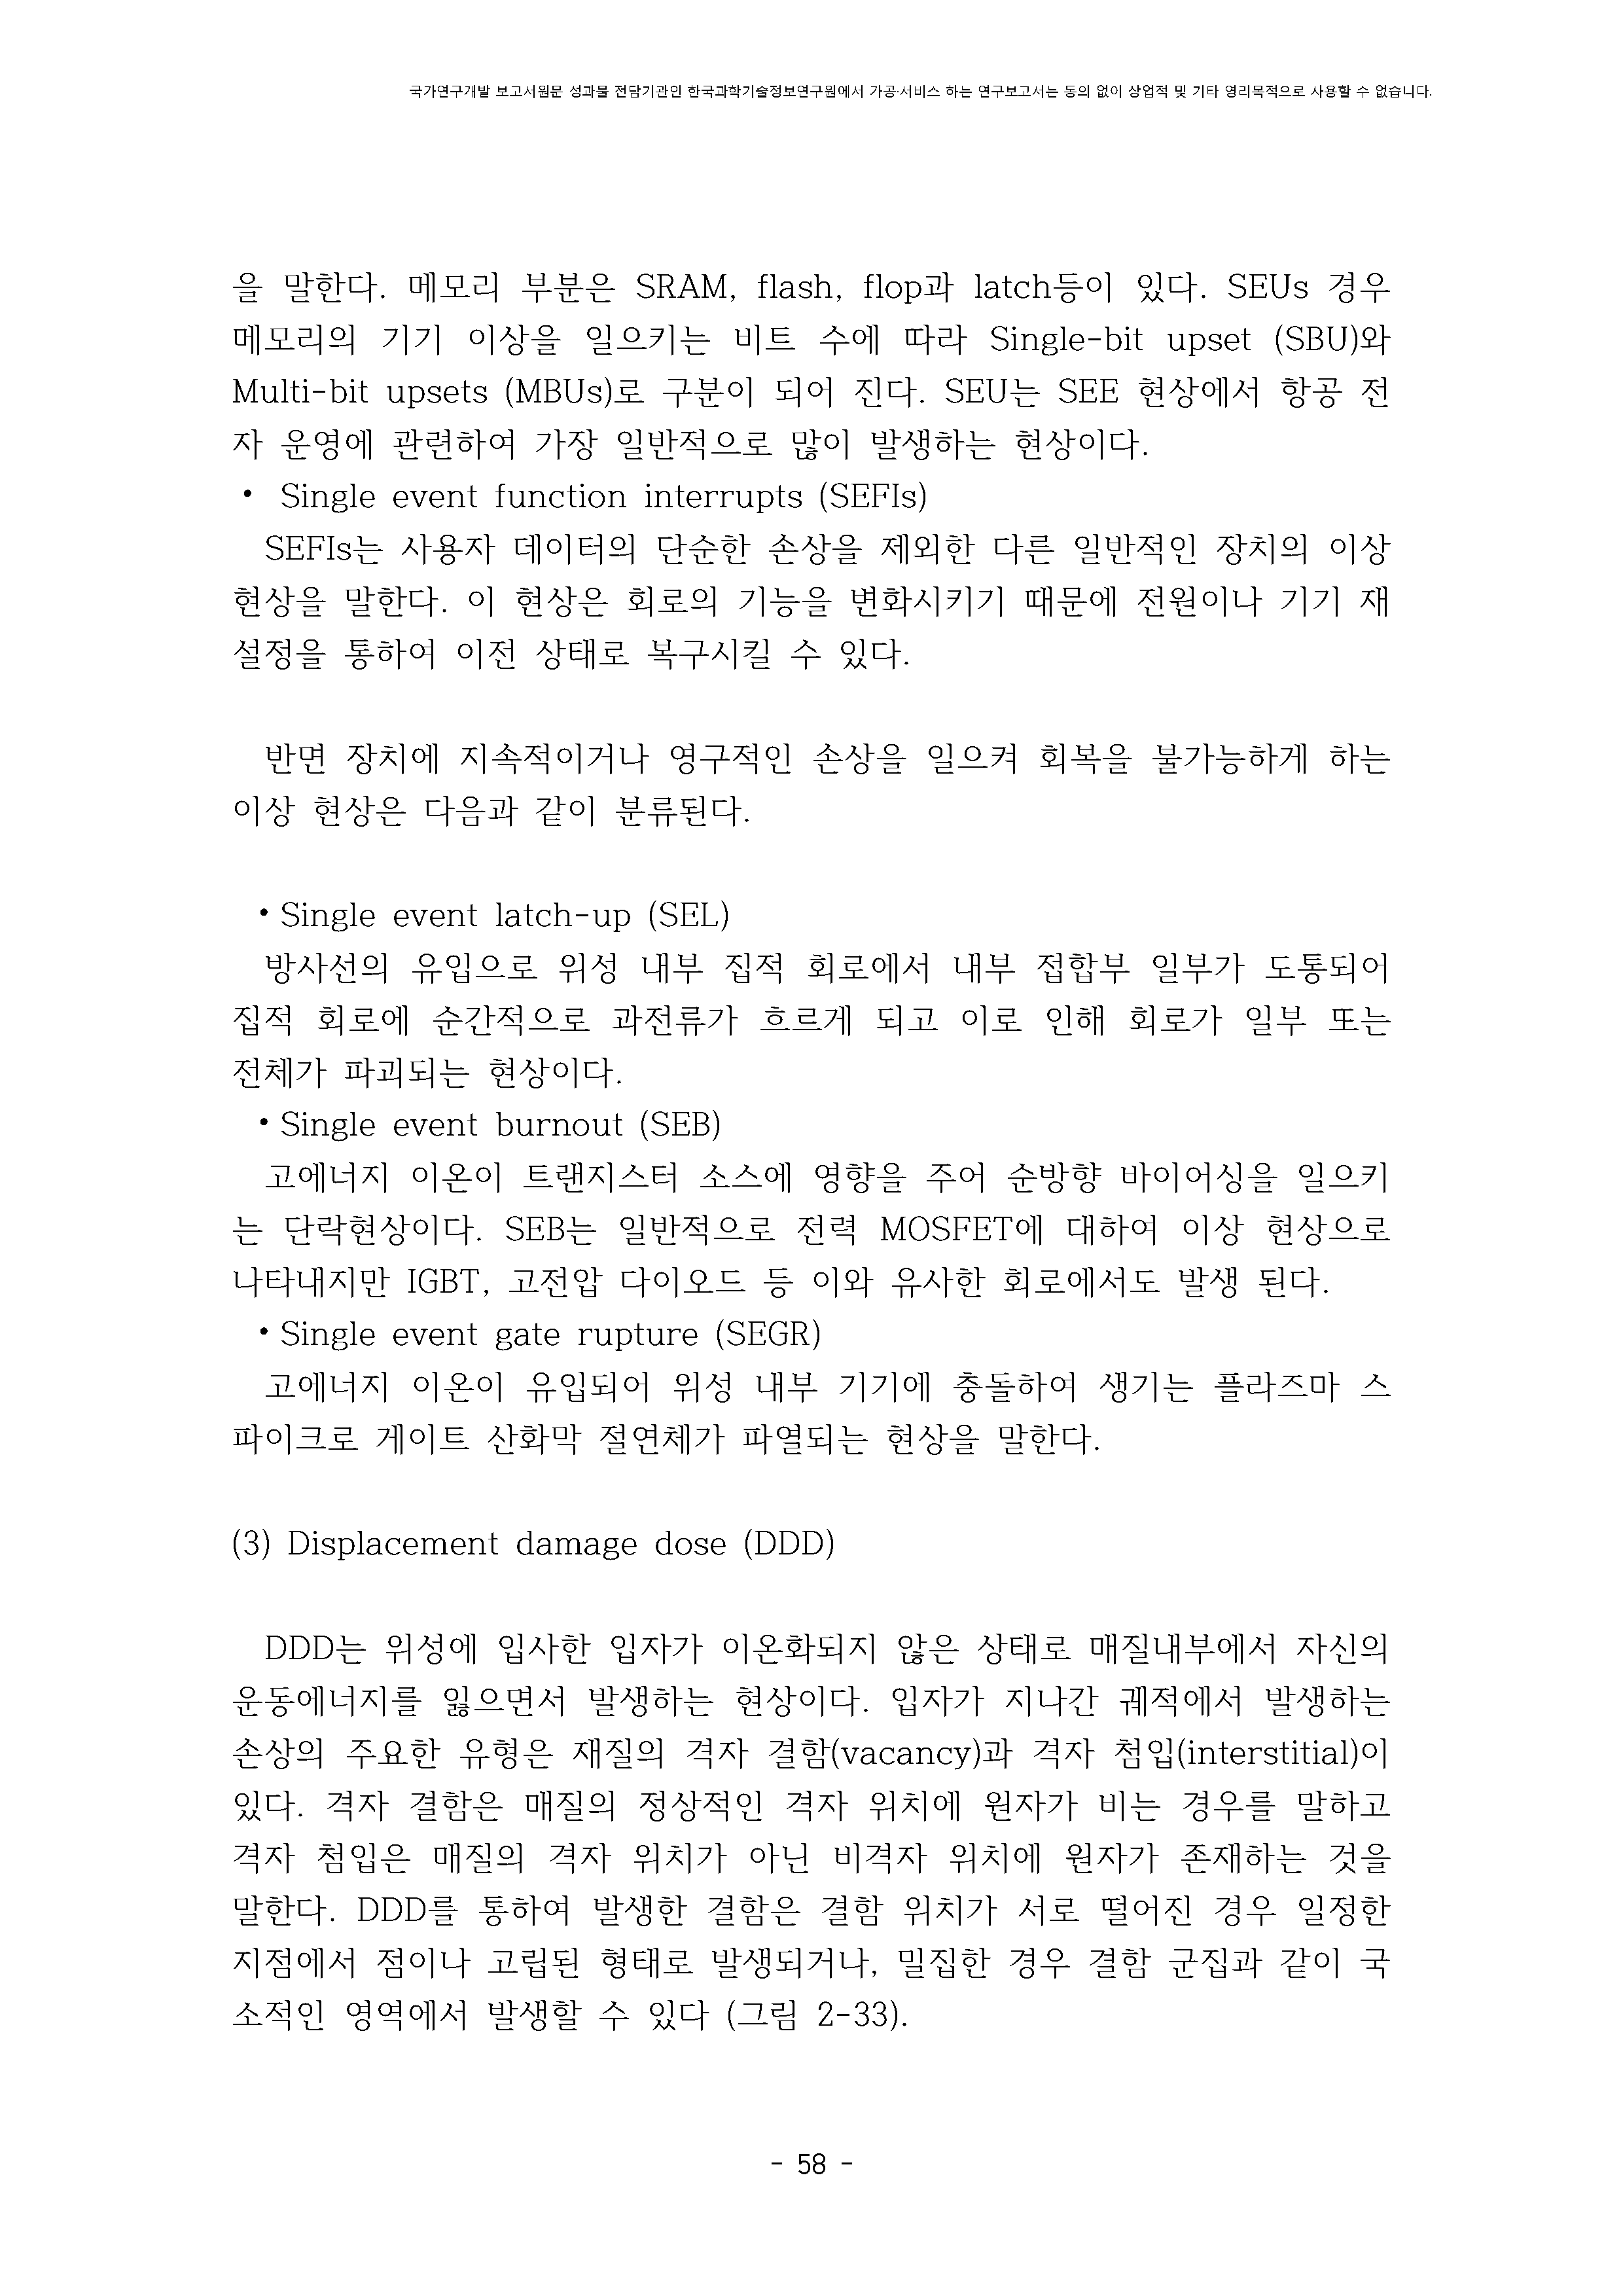 국가연구개발 보고서원문 성과물 전담기관인 한국과학기술정보연구원에서 가공·서비스 하는 연구보고서는 동의 없이 상업적 및 기타 영리목적으로 사용할 수 없습니다.
을 말한다. 메모리 부분은 SRAM, flash, flop과 latch등이 있다. SEUs 경우
메모리의 기기 이상을 일으키는 비트 수에 따라 Single-bit upset (SBU)와
Multi-bit upsets (MBUs)로 구분이 되어 진다. SEU는 SEE 현상에서 항공 전
자 운영에 관련하여 가장 일반적으로 많이 발생하는 현상이다.
• Single event function interrupts (SEFIs)
SEFIs는 사용자 데이터의 단순한 손상을 제외한 다른 일반적인 장치의 이상
현상을 말한다. 이 현상은 회로의 기능을 변화시키기 때문에 전원이나 기기 재
설정을 통하여 이전 상태로 복구시킬 수 있다.
반면 장치에 지속적이거나 영구적인 손상을 일으켜 회복을 불가능하게 하는
이상 현상은 다음과 같이 분류된다.
• Single event latch-up (SEL)
방사선의 유입으로 위성 내부 집적 회로에서 내부 접합부 일부가 도통되어
집적 회로에 순간적으로 과전류가 흐르게 되고 이로 인해 회로가 일부 또는
전체가 파괴되는 현상이다.
• Single event burnout (SEB)
고에너지 이온이 트랜지스터 소스에 영향을 주어 순방향 바이어싱을 일으키
는 단락현상이다. SEB는 일반적으로 전력 MOSFET에 대하여 이상 현상으로
나타내지만 IGBT, 고전압 다이오드 등 이와 유사한 회로에서도 발생 된다.
• Single event gate rupture (SEGR)
고에너지 이온이 유입되어 위성 내부 기기에 충돌하여 생기는 플라즈마 스
파이크로 게이트 산화막 절연체가 파열되는 현상을 말한다.
(3) Displacement damage dose (DDD)
DDD는 위성에 입사한 입자가 이온화되지 않은 상태로 매질내부에서 자신의
운동에너지를 잃으면서 발생하는 현상이다. 입자가 지나간 궤적에서 발생하는
손상의 주요한 유형은 재질의 격자 결함(vacancy)과 격자 첨입(interstitial)이
있다. 격자 결함은 매질의 정상적인 격자 위치에 원자가 비는 경우를 말하고
격자 첨입은 매질의 격자 위치가 아닌 비격자 위치에 원자가 존재하는 것을
말한다. DDD를 통하여 발생한 결함은 결함 위치가 서로 떨어진 경우 일정한
지점에서 점이나 고립된 형태로 발생되거나, 밀집한 경우 결함 군집과 같이 국
소적인 영역에서 발생할 수 있다 (그림 2-33).
- 58 -